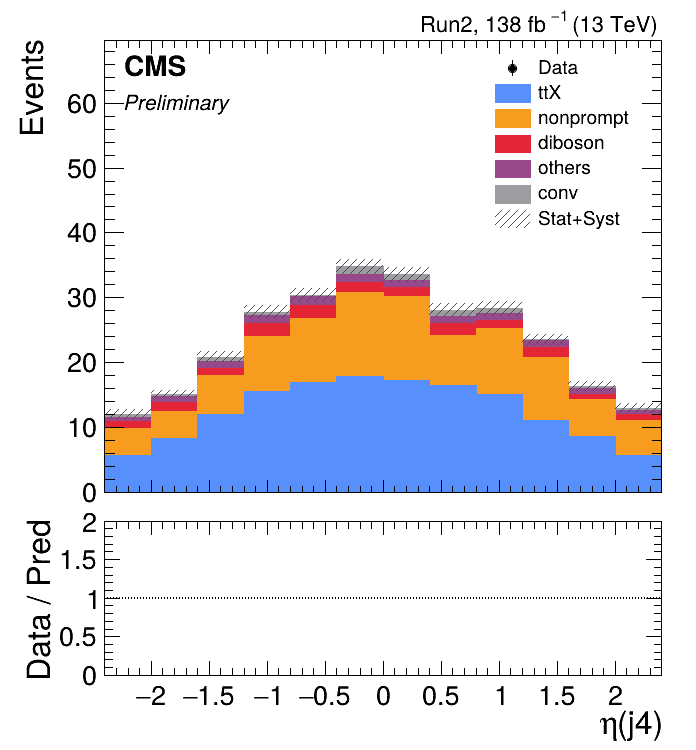 Run2, 138 fb⁻¹ (13 TeV)
CMS
Preliminary
Events
60
50
40
30
20
10
0
Data
ttX
nonprompt
diboson
others
conv
Stat+Syst
Data / Pred
2
1.5
1
0.5
0
−2 −1.5 −1 −0.5 0 0.5 1 1.5 2
η(j4)